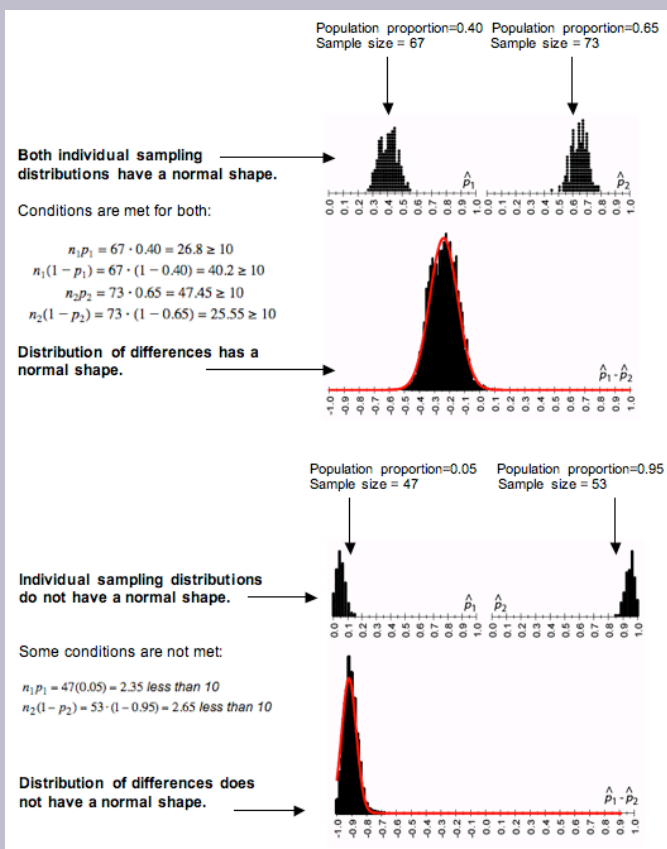 Population proportion=0.40 Population proportion=0.65
Sample size = 67 Sample size = 73
Both individual sampling
distributions have a normal shape.
p̂1
p̂2
0.0 0.1 0.2 0.3 0.4 0.5 0.6 0.7 0.8 0.9 1.0
0.0 0.1 0.2 0.3 0.4 0.5 0.6 0.7 0.8 0.9 1.0
Conditions are met for both:
n₁p₁ = 67 · 0.40 = 26.8 ≥ 10
n₁(1 − p₁) = 67 · (1 − 0.40) = 40.2 ≥ 10
n₂p₂ = 73 · 0.65 = 47.45 ≥ 10
n₂(1 − p₂) = 73 · (1 − 0.65) = 25.55 ≥ 10
Distribution of differences has a
normal shape.
p̂1 - p̂2
-1.0 -0.9 -0.8 -0.7 -0.6 -0.5 -0.4 -0.3 -0.2 -0.1 0.0 0.1 0.2 0.3 0.4 0.5 0.6 0.7 0.8 0.9 1.0
Population proportion=0.05 Population proportion=0.95
Sample size = 47 Sample size = 53
Individual sampling distributions
do not have a normal shape.
p̂1
p̂2
0.0 0.1 0.2 0.3 0.4 0.5 0.6 0.7 0.8 0.9 1.0
0.0 0.1 0.2 0.3 0.4 0.5 0.6 0.7 0.8 0.9 1.0
Some conditions are not met:
n₁p₁ = 47(0.05) = 2.35 less than 10
n₂(1 − p₂) = 53 · (1 − 0.95) = 2.65 less than 10
Distribution of differences does
not have a normal shape.
p̂1 - p̂2
-1.0 -0.9 -0.8 -0.7 -0.6 -0.5 -0.4 -0.3 -0.2 -0.1 0.0 0.1 0.2 0.3 0.4 0.5 0.6 0.7 0.8 0.9 1.0